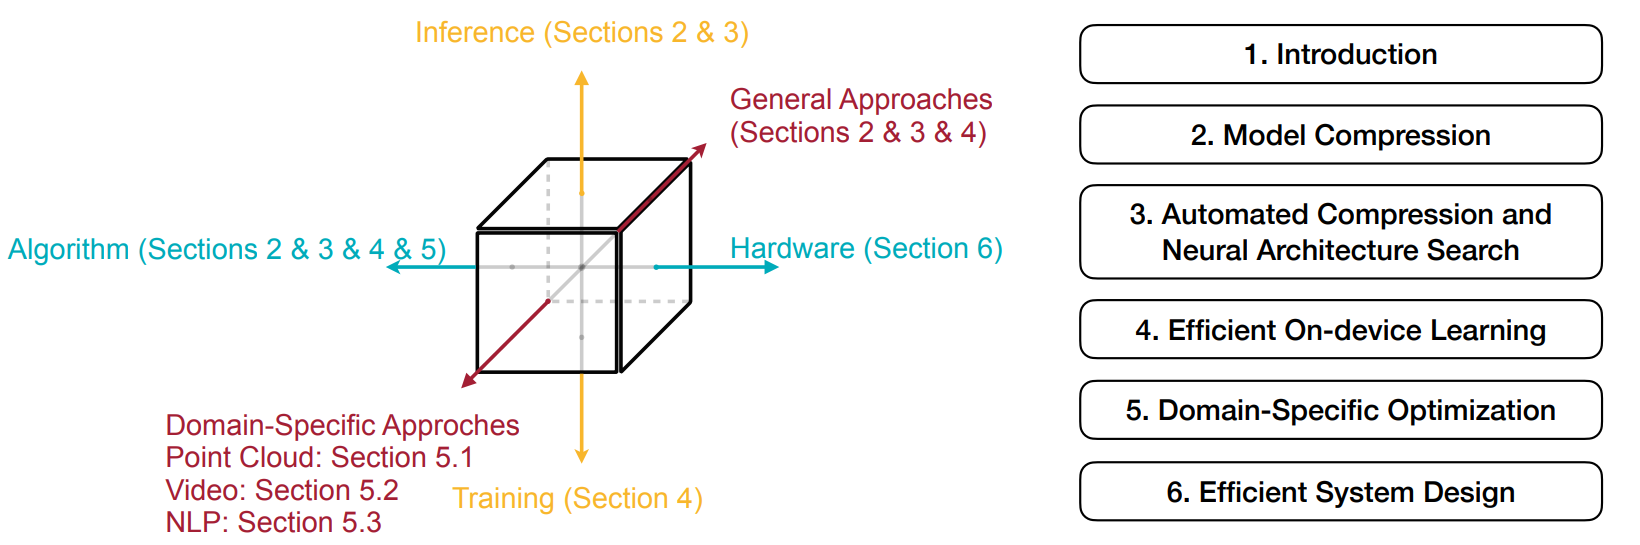 Inference (Sections 2 & 3)
General Approaches
(Sections 2 & 3 & 4)
Algorithm (Sections 2 & 3 & 4 & 5)
Hardware (Section 6)
Domain-Specific Approches
Point Cloud: Section 5.1
Video: Section 5.2
NLP: Section 5.3
Training (Section 4)
1. Introduction
2. Model Compression
3. Automated Compression and
Neural Architecture Search
4. Efficient On-device Learning
5. Domain-Specific Optimization
6. Efficient System Design